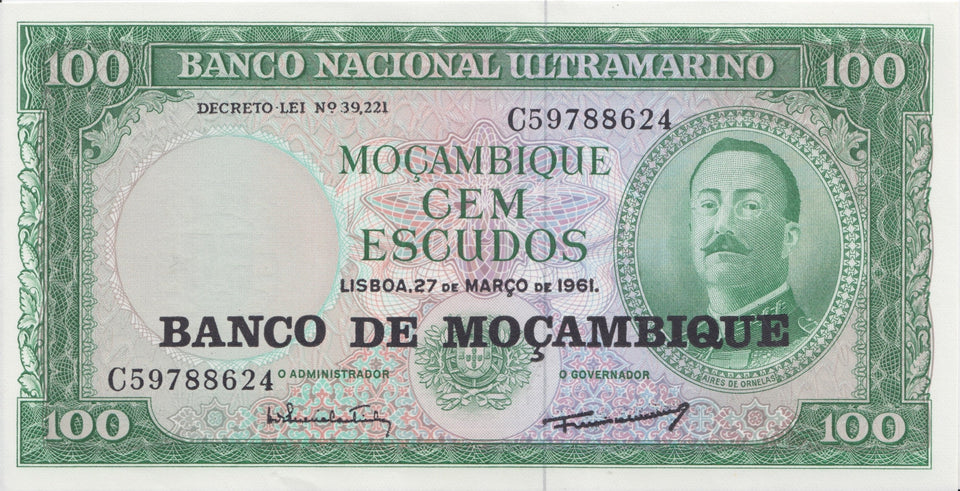 100 BANCO NACIONAL ULTRAMARINO 100
DECRETO-LEI Nº 39,221
C59788624
MOÇAMBIQUE
CEM
ESCUDOS
LISBOA, 27 DE MARÇO DE 1961.
BANCO DE MOÇAMBIQUE
C59788624
O ADMINISTRADOR
O GOVERNADOR
AIRES DE ORNELAS
100
100